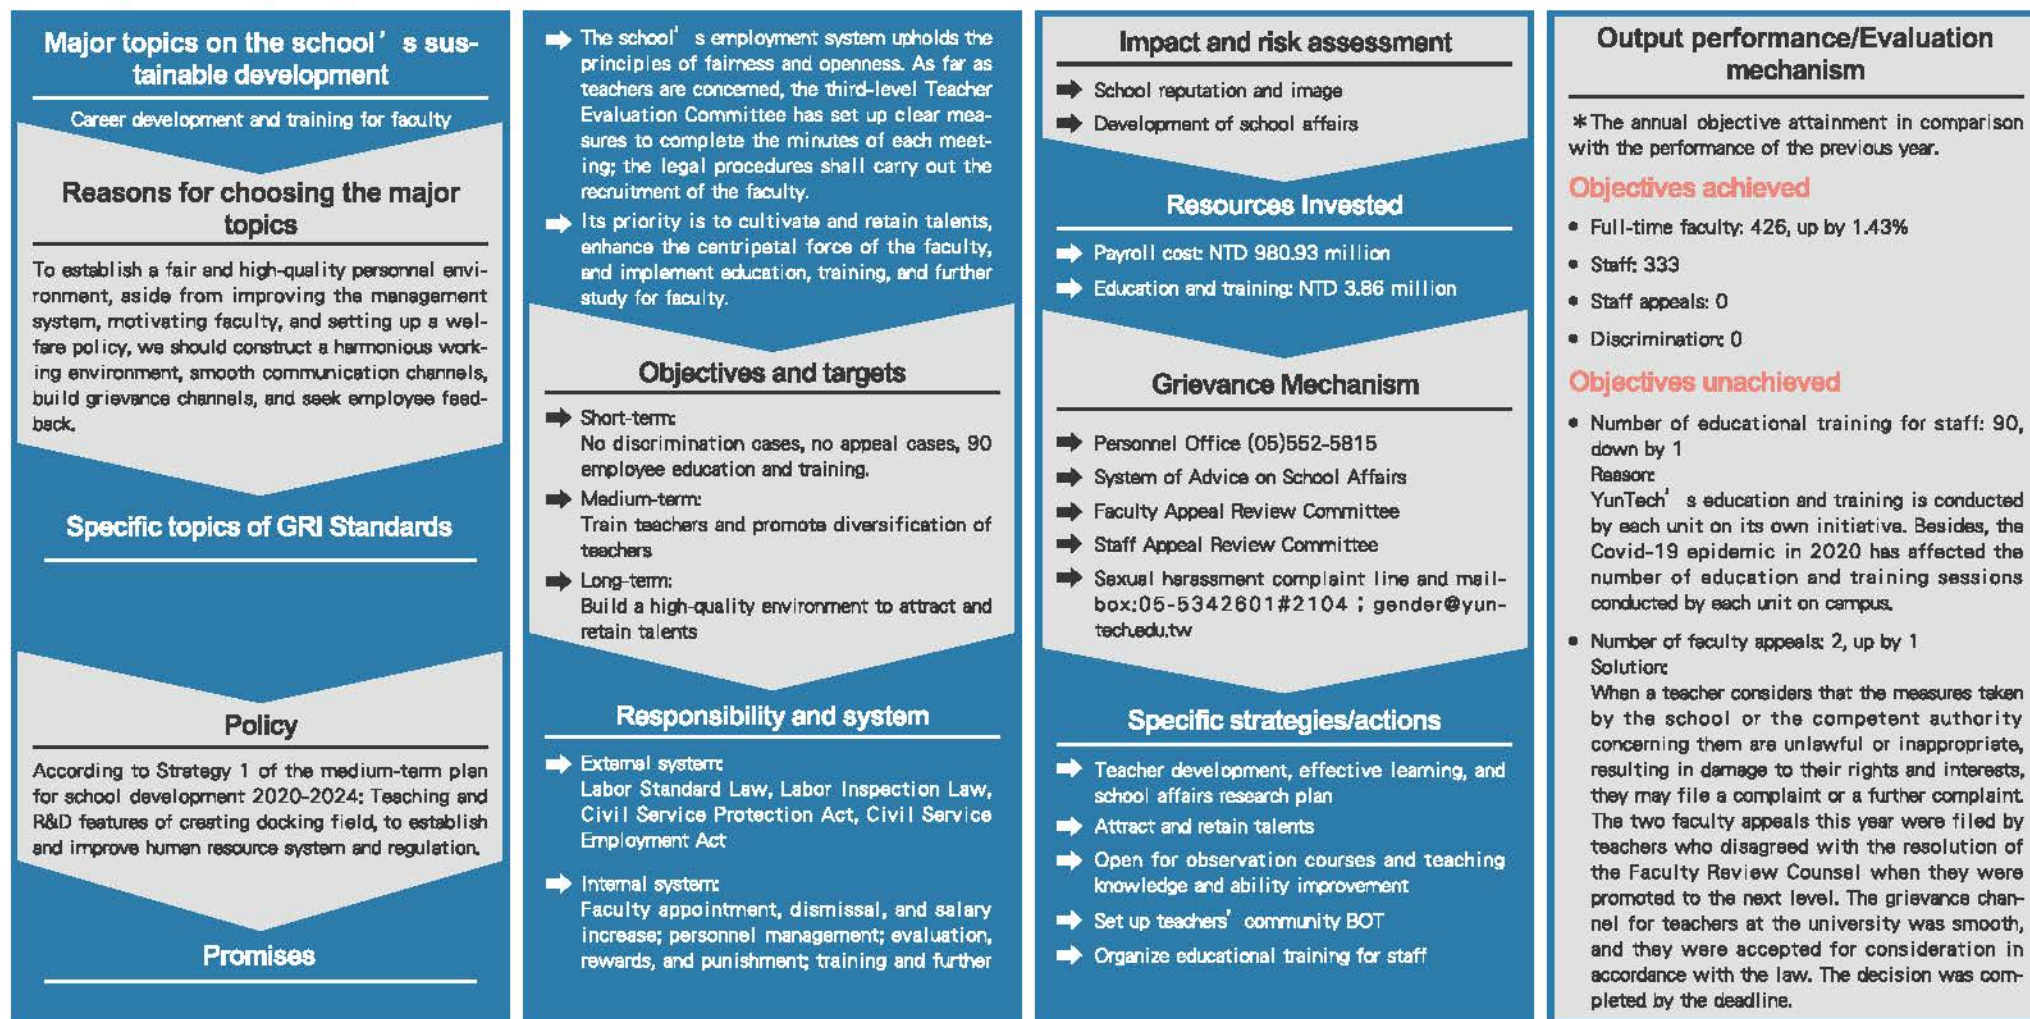 Major topics on the school's sus-
tainable development
Career development and training for faculty
Reasons for choosing the major
topics
To establish a fair and high-quality personnel envi-
ronment, aside from improving the management
system, motivating faculty, and setting up a wel-
fare policy, we should construct a harmonious work-
ing environment, smooth communication channels,
build grievance channels, and seek employee feed-
back.
Specific topics of GRI Standards
Policy
According to Strategy 1 of the medium-term plan
for school development 2020-2024: Teaching and
R&D features of creating docking field, to establish
and improve human resource system and regulation.
Promises
The school's employment system upholds the
principles of fairness and openness. As far as
teachers are concerned, the third-level Teacher
Evaluation Committee has set up clear mea-
sures to complete the minutes of each meet-
ing; the legal procedures shall carry out the
recruitment of the faculty.
Its priority is to cultivate and retain talents,
enhance the centripetal force of the faculty,
and implement education, training, and further
study for faculty.
Objectives and targets
Short-term:
No discrimination cases, no appeal cases, 90
employee education and training.
Medium-term:
Train teachers and promote diversification of
teachers
Long-term:
Build a high-quality environment to attract and
retain talents
Responsibility and system
External system:
Labor Standard Law, Labor Inspection Law,
Civil Service Protection Act, Civil Service
Employment Act
Internal system:
Faculty appointment, dismissal, and salary
increase; personnel management; evaluation,
rewards, and punishment; training and further
Impact and risk assessment
School reputation and image
Development of school affairs
Resources Invested
Payroll cost: NTD 980.93 million
Education and training: NTD 3.86 million
Grievance Mechanism
Personnel Office (05)552-5815
System of Advice on School Affairs
Faculty Appeal Review Committee
Staff Appeal Review Committee
Sexual harassment complaint line and mail-
box:05-5342601#2104；gender@yun-
tech.edu.tw
Specific strategies/actions
Teacher development, effective learning, and
school affairs research plan
Attract and retain talents
Open for observation courses and teaching
knowledge and ability improvement
Set up teachers' community BOT
Organize educational training for staff
Output performance/Evaluation
mechanism
*The annual objective attainment in comparison
with the performance of the previous year.
Objectives achieved
• Full-time faculty: 426, up by 1.43%
• Staff: 333
• Staff appeals: 0
• Discrimination: 0
Objectives unachieved
• Number of educational training for staff: 90,
down by 1
Reason:
YunTech's education and training is conducted
by each unit on its own initiative. Besides, the
Covid-19 epidemic in 2020 has affected the
number of education and training sessions
conducted by each unit on campus.
• Number of faculty appeals: 2, up by 1
Solution:
When a teacher considers that the measures taken
by the school or the competent authority
concerning them are unlawful or inappropriate,
resulting in damage to their rights and interests,
they may file a complaint or a further complaint.
The two faculty appeals this year were filed by
teachers who disagreed with the resolution of
the Faculty Review Counsel when they were
promoted to the next level. The grievance chan-
nel for teachers at the university was smooth,
and they were accepted for consideration in
accordance with the law. The decision was com-
pleted by the deadline.